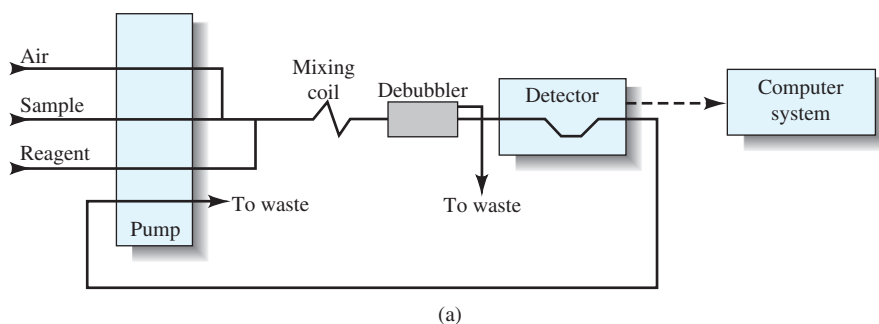 Air
Sample
Reagent
Pump
To waste
Mixing
coil
Debubbler
To waste
Detector
Computer
system
(a)